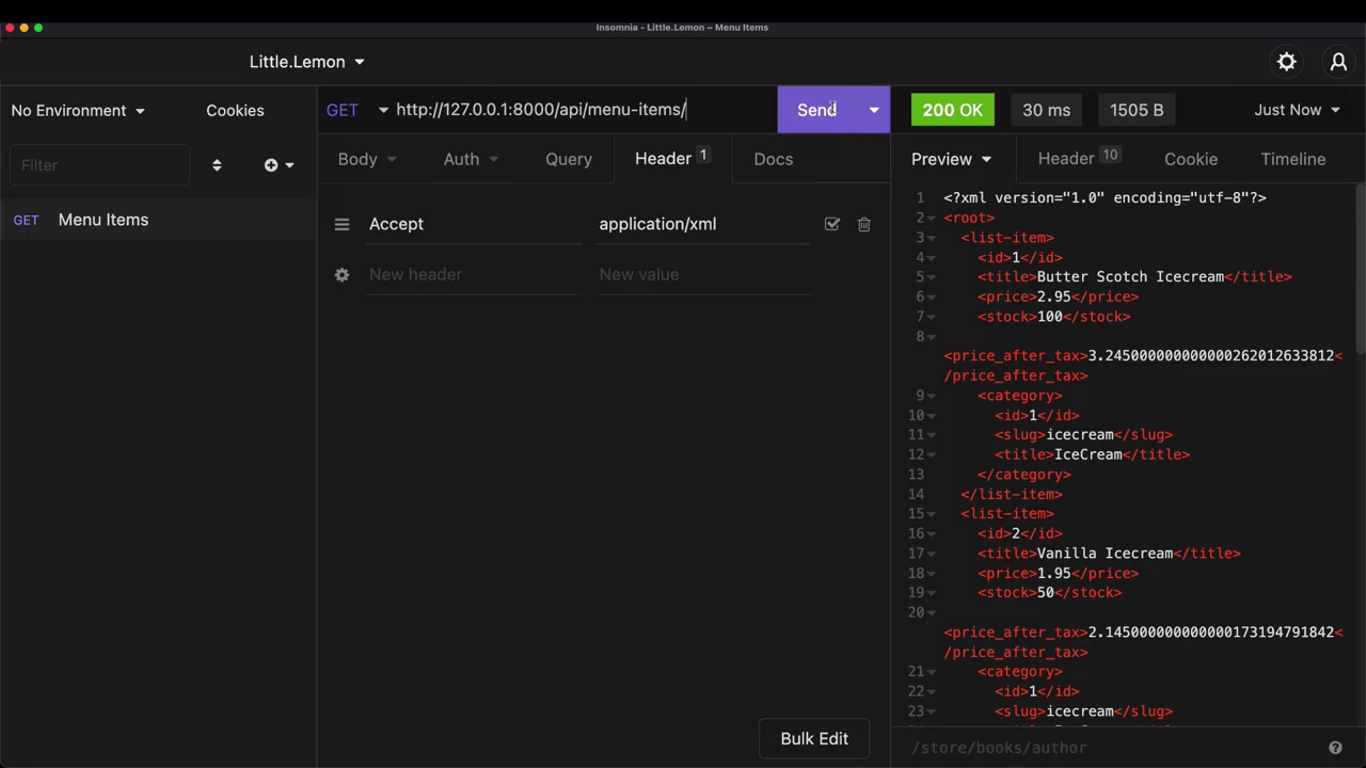 Insomnia - Little.Lemon – Menu Items
Little.Lemon
No Environment
Cookies
GET http://127.0.0.1:8000/api/menu-items/
Send
200 OK
30 ms
1505 B
Just Now
Filter
Body
Auth
Query
Header 1
Docs
Preview
Header 10
Cookie
Timeline
GET Menu Items
Accept
application/xml
New header
New value
Bulk Edit
1 <?xml version="1.0" encoding="utf-8"?>
2 <root>
3 <list-item>
4 <id>1</id>
5 <title>Butter Scotch Icecream</title>
6 <price>2.95</price>
7 <stock>100</stock>
8
<price_after_tax>3.245000000000000262012633812<
/price_after_tax>
9 <category>
10 <id>1</id>
11 <slug>icecream</slug>
12 <title>IceCream</title>
13 </category>
14 </list-item>
15 <list-item>
16 <id>2</id>
17 <title>Vanilla Icecream</title>
18 <price>1.95</price>
19 <stock>50</stock>
20
<price_after_tax>2.145000000000000173194791842<
/price_after_tax>
21 <category>
22 <id>1</id>
23 <slug>icecream</slug>
/store/books/author